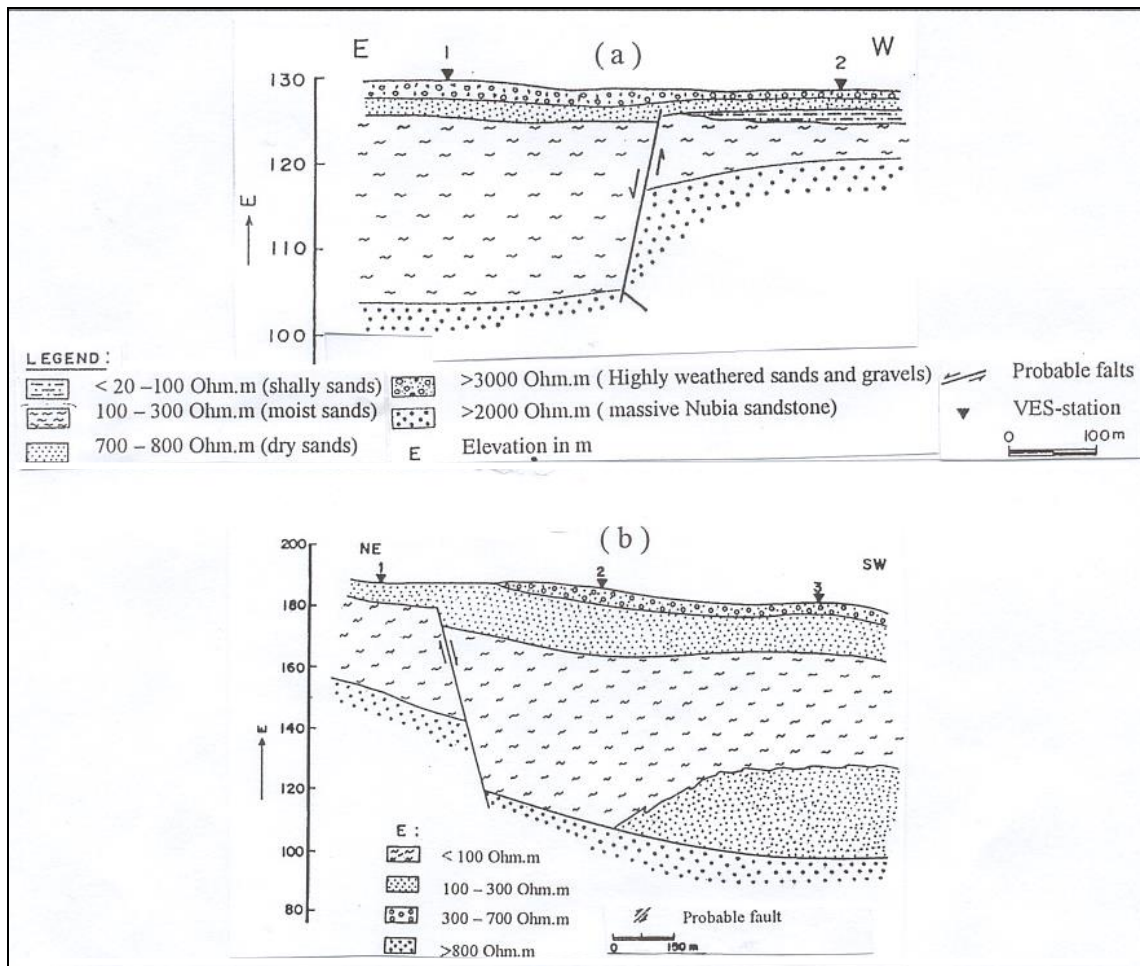 E
1
(a)
2
W
130
120
110
100
E
LEGEND:
< 20 –100 Ohm.m (shally sands)
100 – 300 Ohm.m (moist sands)
700 – 800 Ohm.m (dry sands)
>3000 Ohm.m ( Highly weathered sands and gravels)
>2000 Ohm.m ( massive Nubia sandstone)
E Elevation in m
Probable falts
VES-station
0 100m
(b)
NE
1
2
3
SW
200
180
160
140
120
100
80
E
E :
< 100 Ohm.m
100 – 300 Ohm.m
300 – 700 Ohm.m
>800 Ohm.m
Probable fault
0 150 m